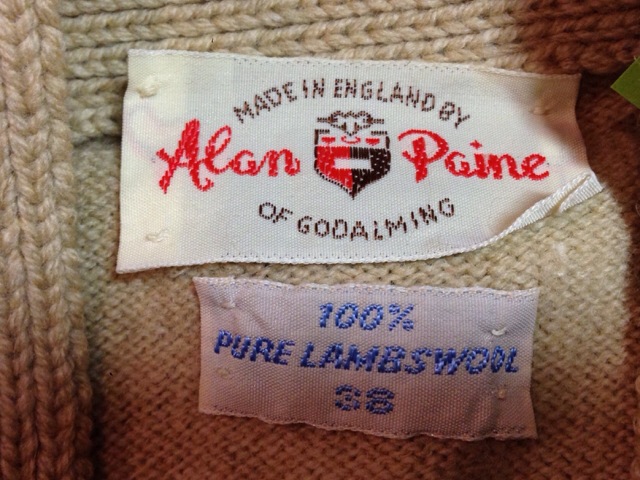 MADE IN ENGLAND BY
Alan Paine
OF GODALMING
100%
PURE LAMBSWOOL
38